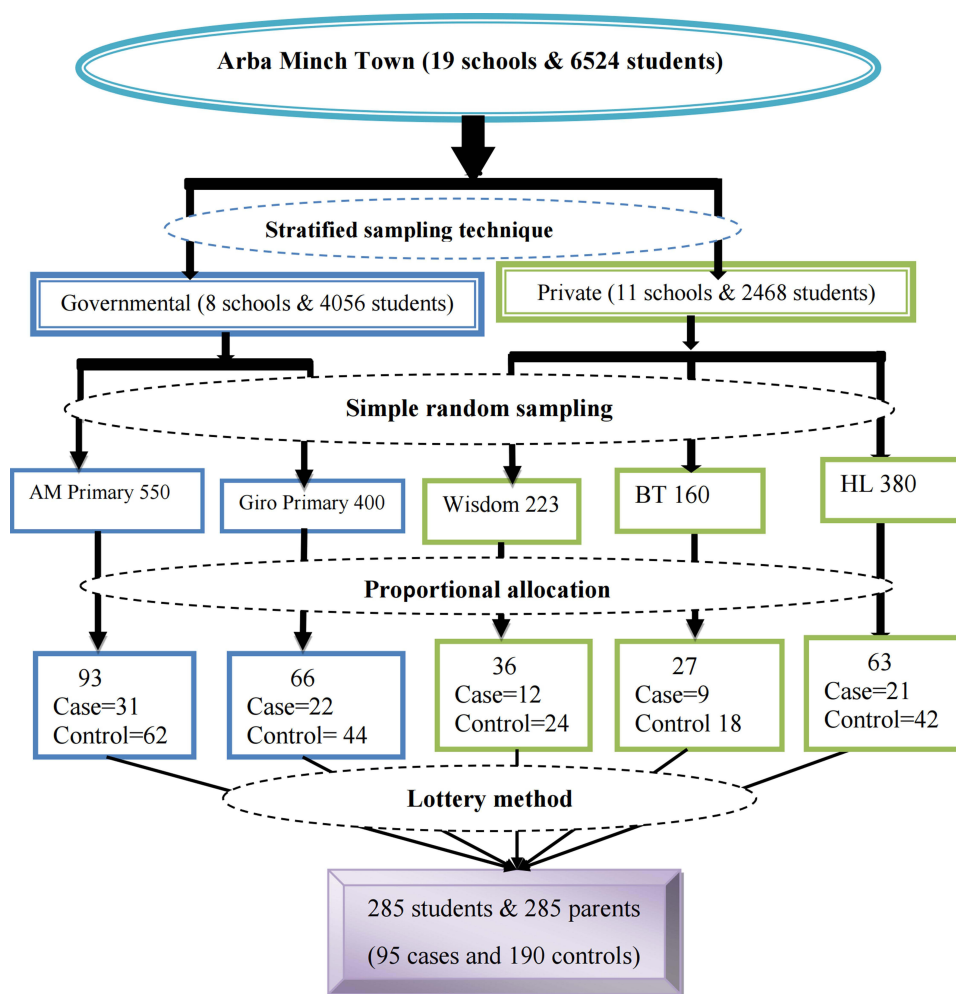 Arba Minch Town (19 schools & 6524 students)
Stratified sampling technique
Governmental (8 schools & 4056 students)
Private (11 schools & 2468 students)
Simple random sampling
AM Primary 550
Giro Primary 400
Wisdom 223
BT 160
HL 380
Proportional allocation
93
Case=31
Control=62
66
Case=22
Control= 44
36
Case=12
Control=24
27
Case=9
Control 18
63
Case=21
Control=42
Lottery method
285 students & 285 parents
(95 cases and 190 controls)